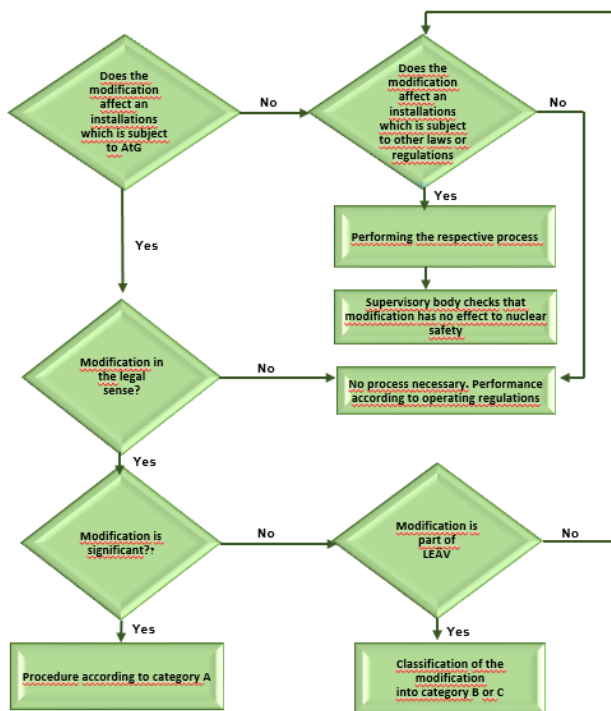 Does the
modification
affect an
installations
which is subject
to AtG
No
Does the
modification
affect an
installations
which is subject
to other laws or
regulations
No
Yes
Performing the respective process
Yes
Supervisory body checks that
modification has no effect to nuclear
safety
Modification in
the legal
sense?
No
No process necessary. Performance
according to operating regulations
Yes
Modification is
significant??
No
Modification is
part of
LEAV
No
Yes
Yes
Procedure according to category A
Classification of the
modification
into category B or C